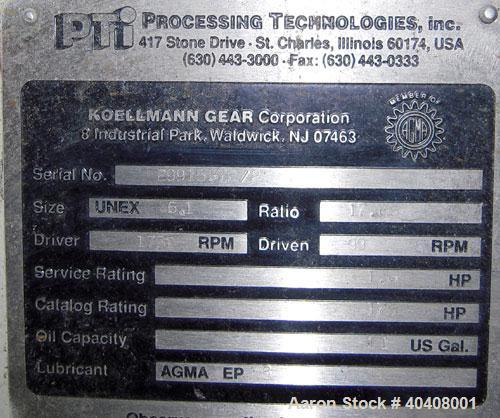 PTi PROCESSING TECHNOLOGIES, inc.
417 Stone Drive · St. Charles, Illinois 60174, USA
(630) 443-3000 · Fax: (630) 443-0333
MEMBER OF
AGMA
KOELLMANN GEAR Corporation
8 Industrial Park, Waldwick, NJ 07463
Serial No.
Size UNEX 6.1 Ratio
Driver RPM Driven RPM
Service Rating HP
Catalog Rating HP
Oil Capacity US Gal.
Lubricant AGMA EP
Aaron Stock # 40408001